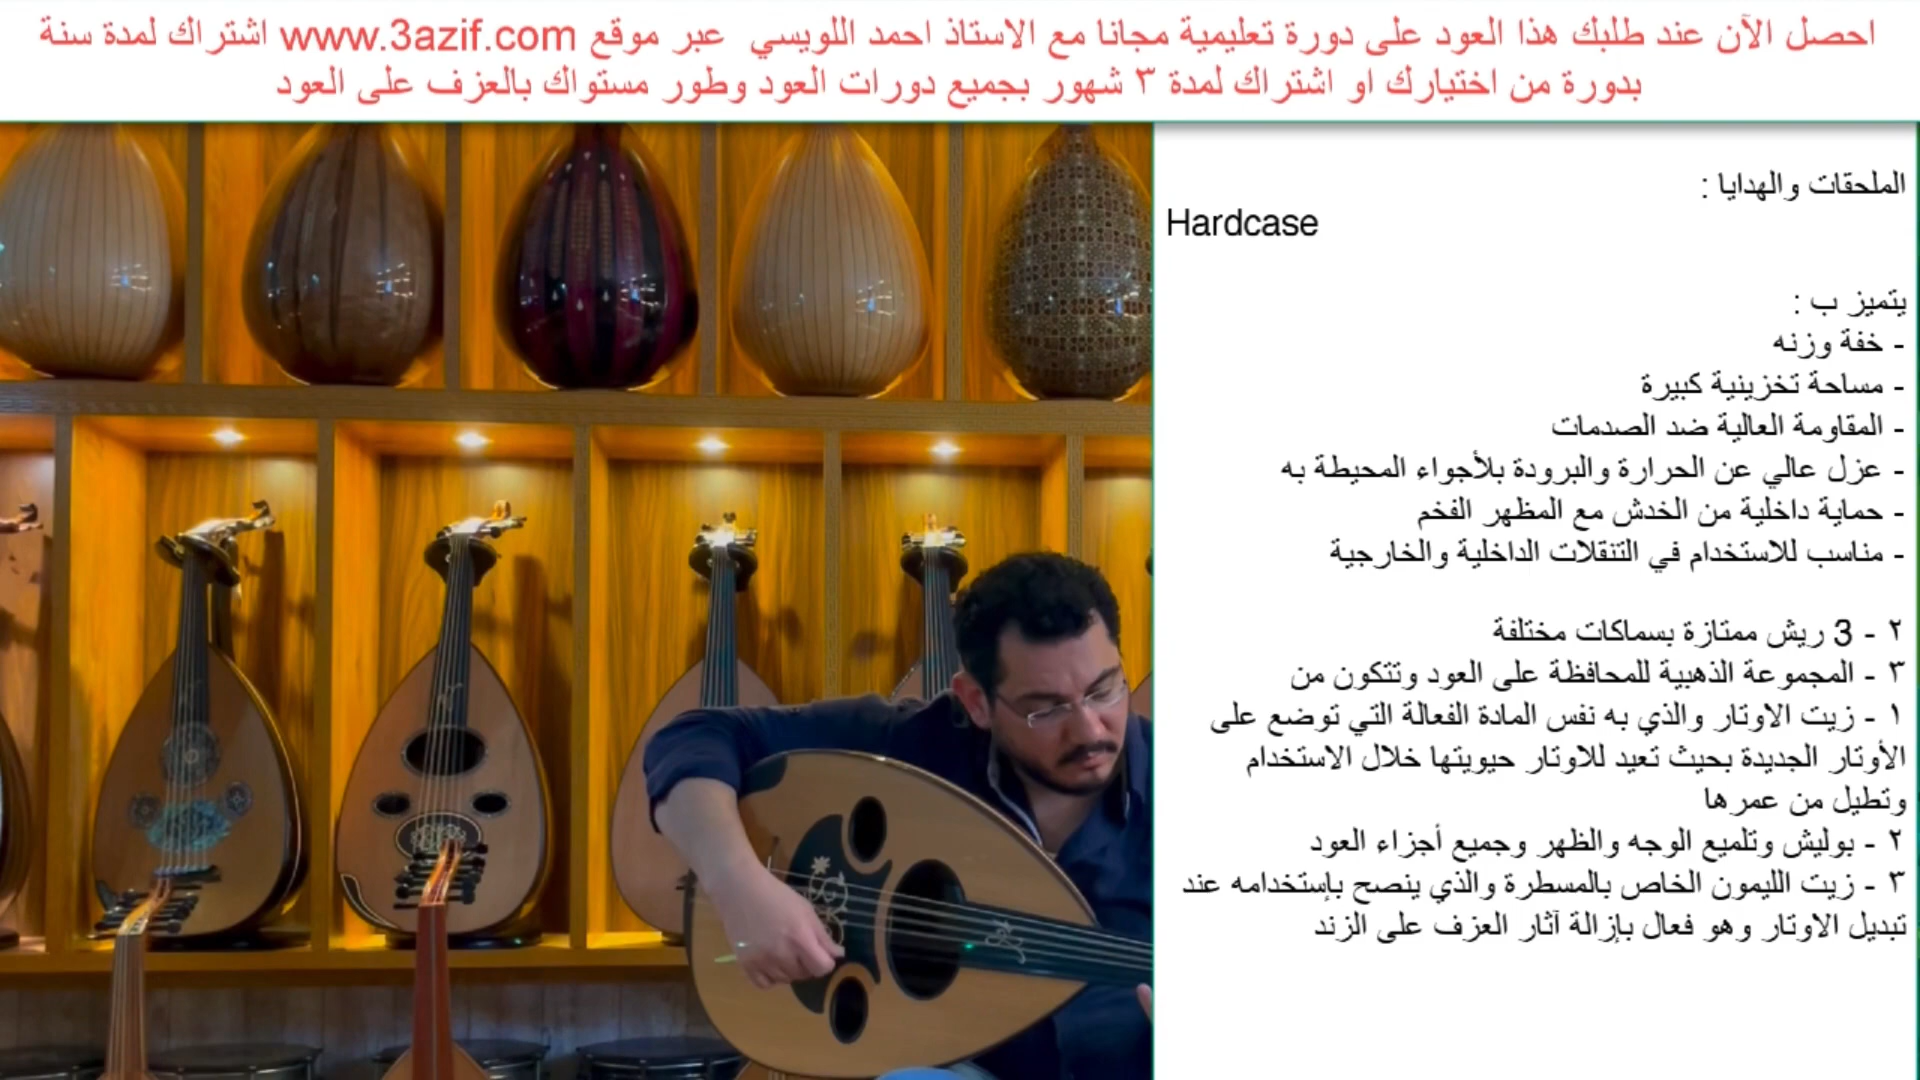 احصل الآن عند طلبك هذا العود على دورة تعليمية مجانا مع الاستاذ احمد اللويسي عبر موقع www.3azif.com اشتراك لمدة سنة
بدورة من اختيارك او اشتراك لمدة ٣ شهور بجميع دورات العود وطور مستواك بالعزف على العود
الملحقات والهدايا :
Hardcase
يتميز ب :
- خفة وزنه
- مساحة تخزينية كبيرة
- المقاومة العالية ضد الصدمات
- عزل عالي عن الحرارة والبرودة بلأجواء المحيطة به
- حماية داخلية من الخدش مع المظهر الفخم
- مناسب للاستخدام في التنقلات الداخلية والخارجية
٢ - 3 ريش ممتازة بسماكات مختلفة
٣ - المجموعة الذهبية للمحافظة على العود وتتكون من
١ - زيت الاوتار والذي به نفس المادة الفعالة التي توضع على
الأوتار الجديدة بحيث تعيد للاوتار حيويتها خلال الاستخدام
وتطيل من عمرها
٢ - بوليش وتلميع الوجه والظهر وجميع أجزاء العود
٣ - زيت الليمون الخاص بالمسطرة والذي ينصح بإستخدامه عند
تبديل الاوتار وهو فعال بإزالة آثار العزف على الزند